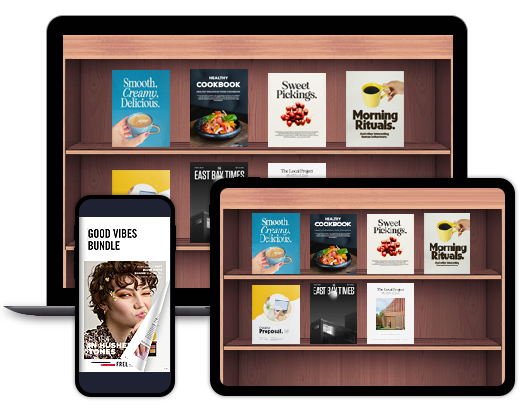 Smooth,
Creamy,
Delicious.
HEALTHY
COOKBOOK
Sweet
Pickings.
Morning
Rituals.
EAST BAY TIMES
The Local Project
GOOD VIBES
BUNDLE
IN HUSHED
TONES
FREE
Smooth,
Creamy,
Delicious.
HEALTHY
COOKBOOK
Sweet
Pickings.
Morning
Rituals.
Proposal.
EAST BAY TIMES
The Local Project